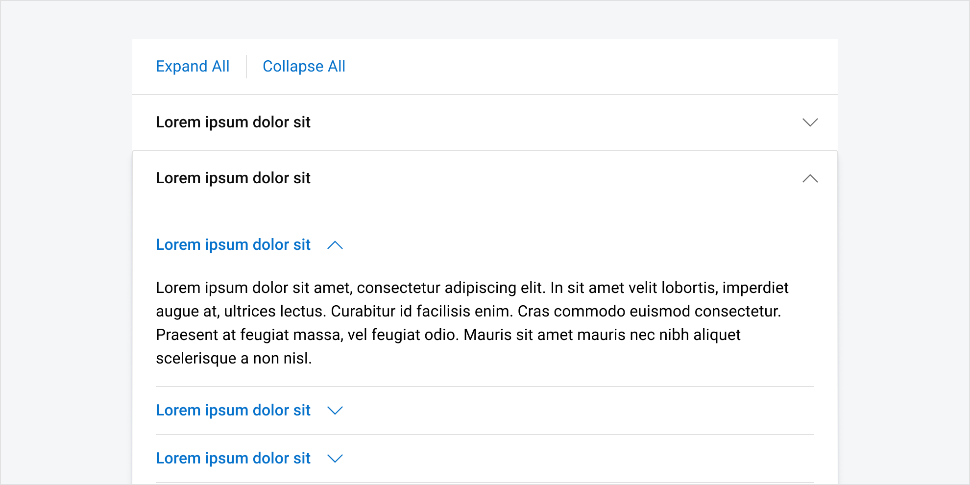 Expand All Collapse All
Lorem ipsum dolor sit
Lorem ipsum dolor sit
Lorem ipsum dolor sit
Lorem ipsum dolor sit amet, consectetur adipiscing elit. In sit amet velit lobortis, imperdiet
augue at, ultrices lectus. Curabitur id facilisis enim. Cras commodo euismod consectetur.
Praesent at feugiat massa, vel feugiat odio. Mauris sit amet mauris nec nibh aliquet
scelerisque a non nisl.
Lorem ipsum dolor sit
Lorem ipsum dolor sit